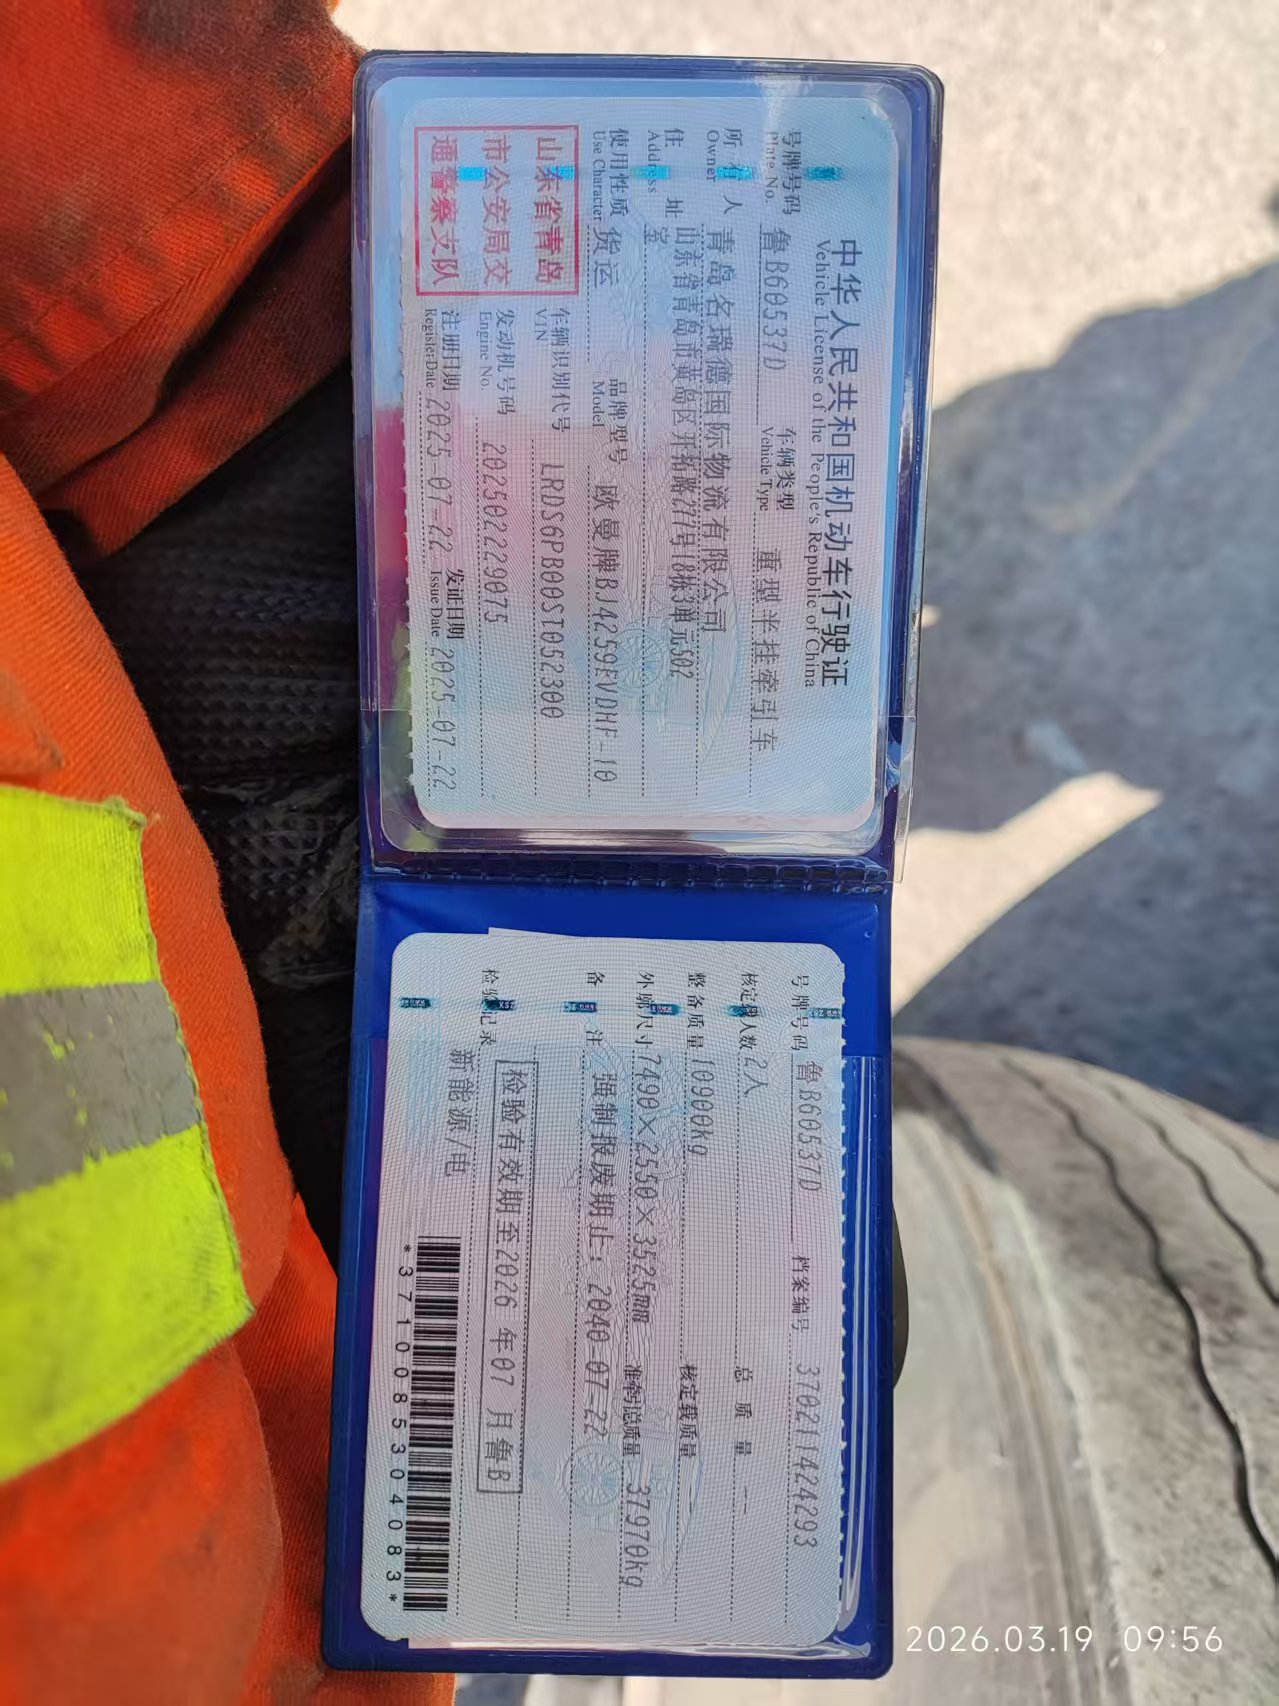 中华人民共和国机动车行驶证
Vehicle License of the People's Republic of China
号牌号码 鲁B60537D 车辆类型 重型半挂牵引车
Plate No. Vehicle Type
所有人 青岛名瑞德国际物流有限公司
Owner
住 址 山东省青岛市黄岛区开拓路277号18栋3单元502
Address 室
使用性质 货运 品牌型号 欧曼牌BJ4259EVDHF-10
Use Character Model
山东省青岛
市公安局交
通警察支队
车辆识别代号 LRDS6PB00ST052300
VIN
发动机号码 202502229075
Engine No.
注册日期 2025-07-22 发证日期 2025-07-22
Register Date Issue Date
号牌号码 鲁B60537D 档案编号 370211424293
核定载人数 2人 总 质 量 --
整备质量 10900kg 核定载质量 --
外廓尺寸 7490×2550×3525mm 准牵引总质量 37970kg
备 注 强制报废期止：2040-07-22
检验记录 检验有效期至2026 年07 月鲁B
新能源/电
*3710085304083*
2026.03.19 09:56